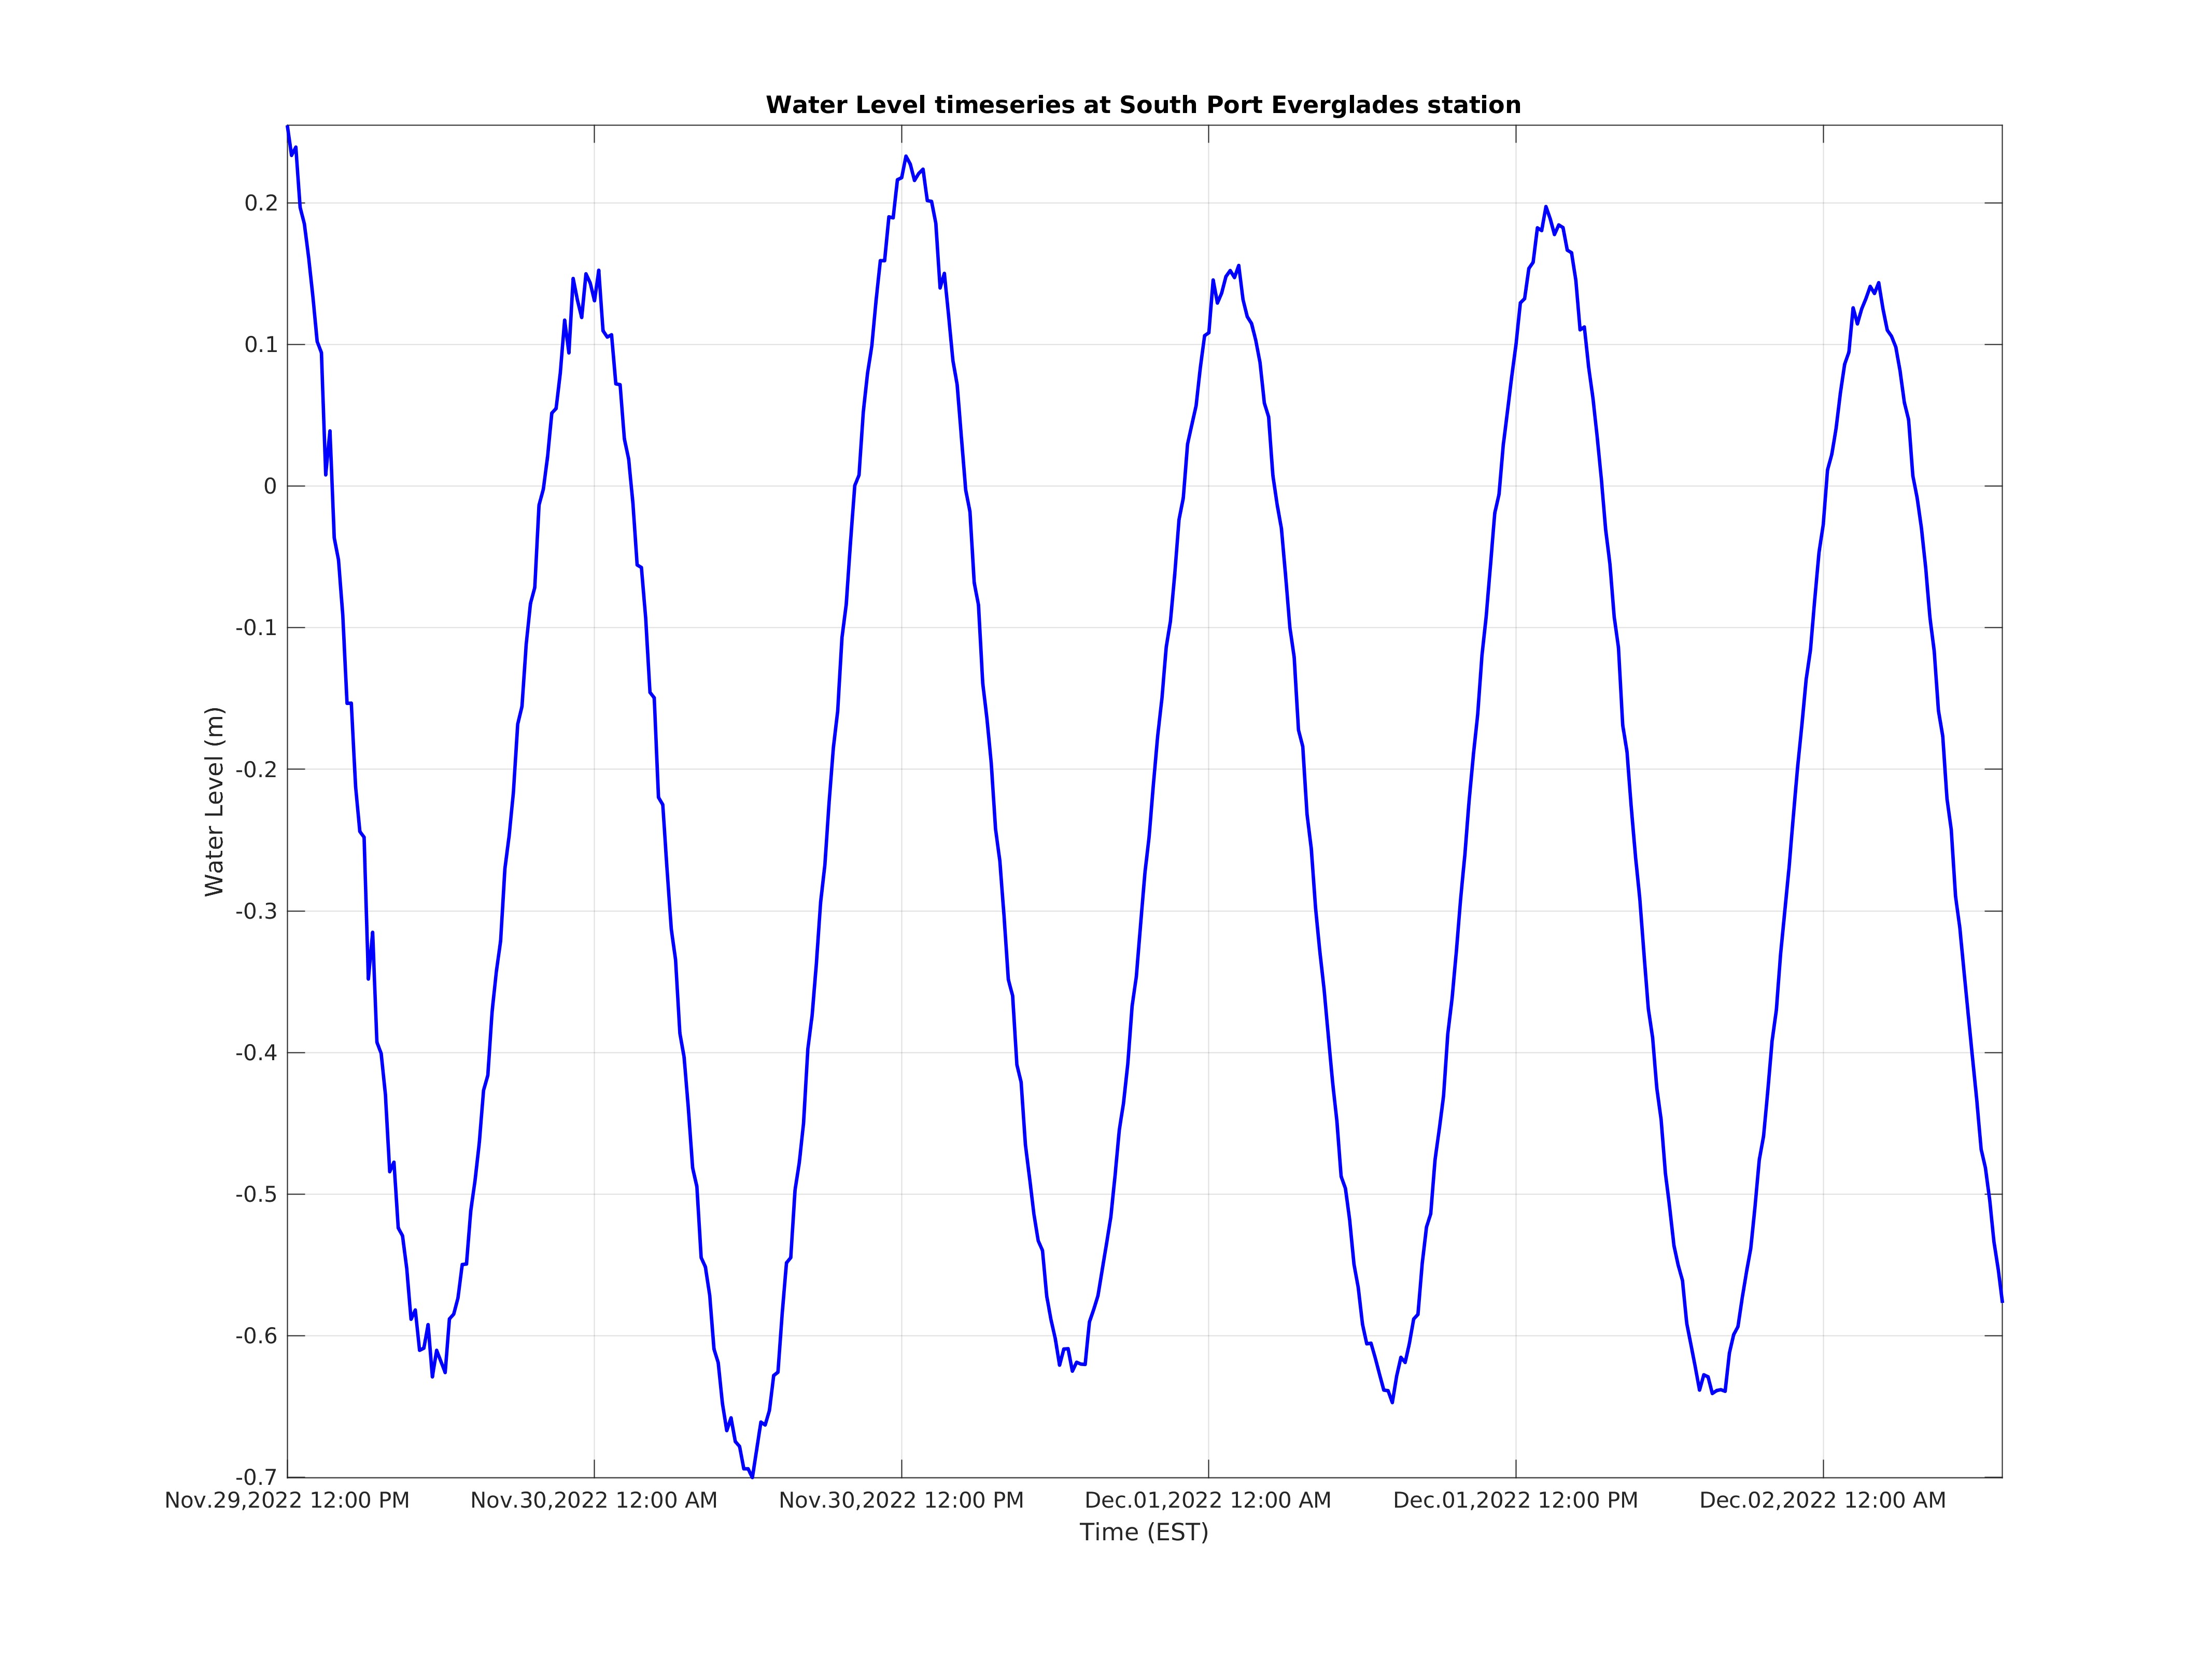 Water Level timeseries at South Port Everglades station
0.2
0.1
0
-0.1
-0.2
-0.3
-0.4
-0.5
-0.6
-0.7
Water Level (m)
Nov.29,2022 12:00 PM
Nov.30,2022 12:00 AM
Nov.30,2022 12:00 PM
Dec.01,2022 12:00 AM
Dec.01,2022 12:00 PM
Dec.02,2022 12:00 AM
Time (EST)